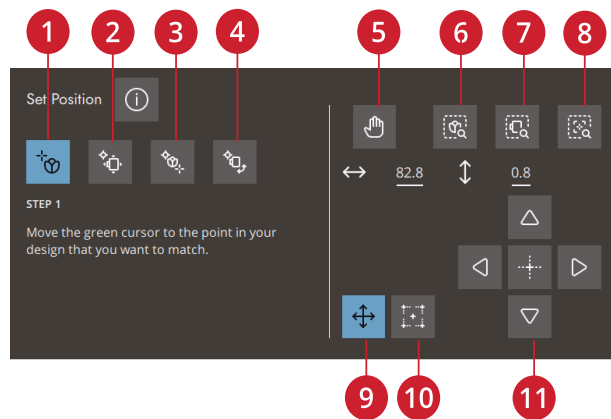 1 2 3 4 5 6 7 8
Set Position
82.8 0.8
STEP 1
Move the green cursor to the point in your
design that you want to match.
9 10 11